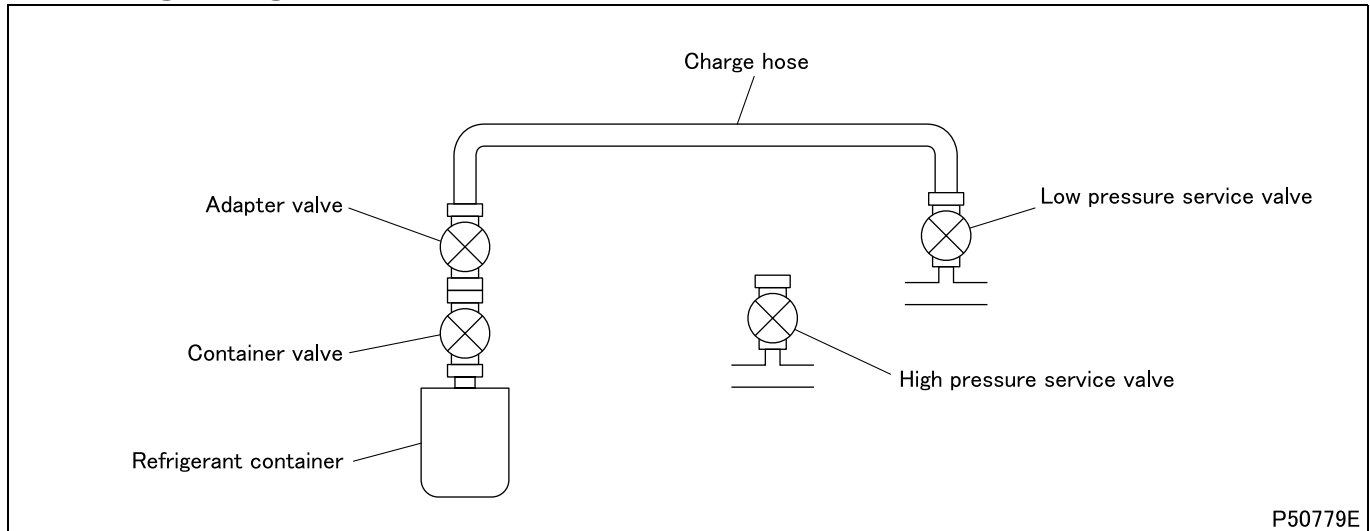 Charge hose
Adapter valve
Low pressure service valve
Container valve
High pressure service valve
Refrigerant container
P50779E